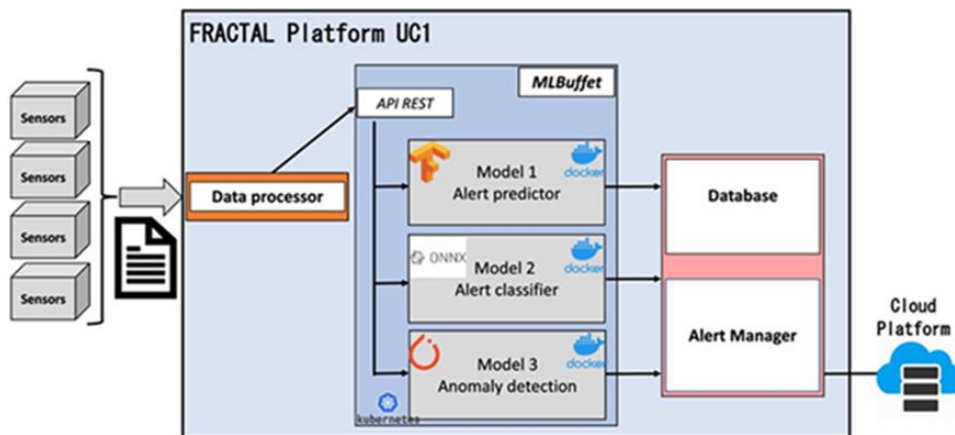 FRACTAL Platform UC1
Sensors
Sensors
Sensors
Sensors
Data processor
MLBuffet
API REST
Model 1
Alert predictor
docker
ONNX
Model 2
Alert classifier
docker
Model 3
Anomaly detection
docker
kubernetes
Database
Alert Manager
Cloud
Platform